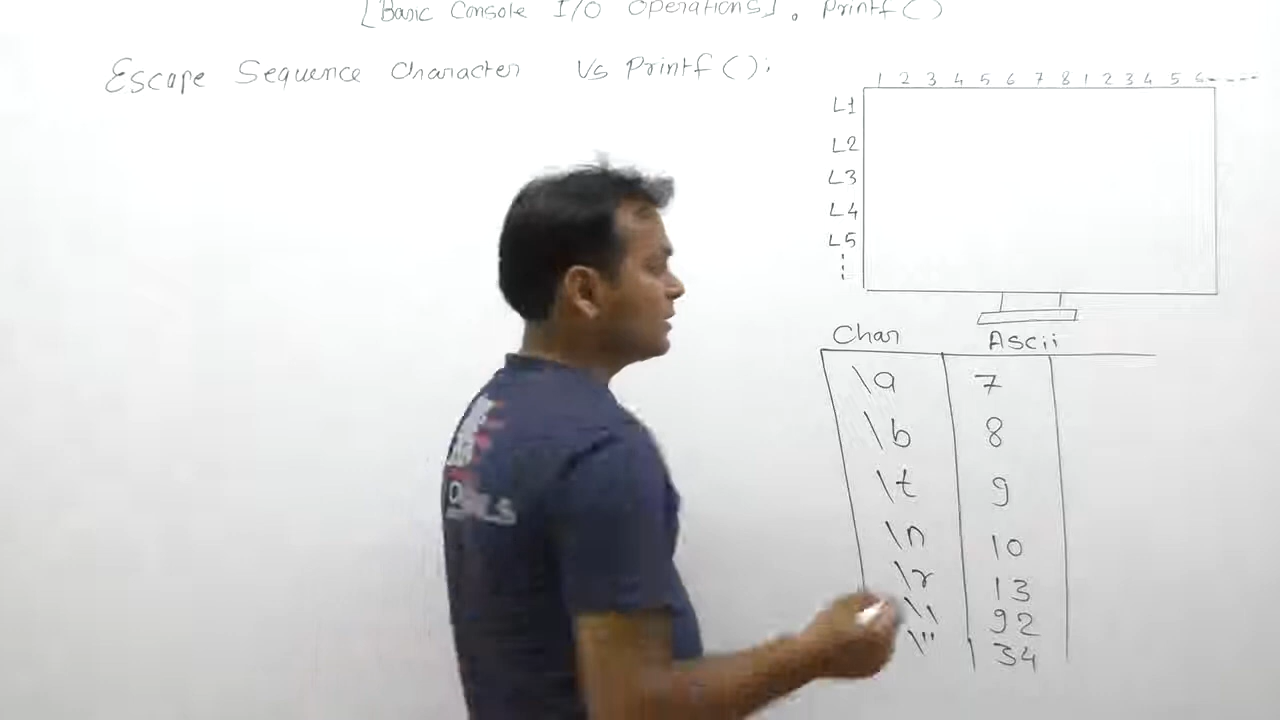 [Basic Console I/O Operations]. Printf()
Escape Sequence Character Vs Printf();
1 2 3 4 5 6 7 8 1 2 3 4 5 6 ----
L1
L2
L3
L4
L5
Char Ascii
\a 7
\b 8
\t 9
\n 10
\r 13
\\ 92
\" 34